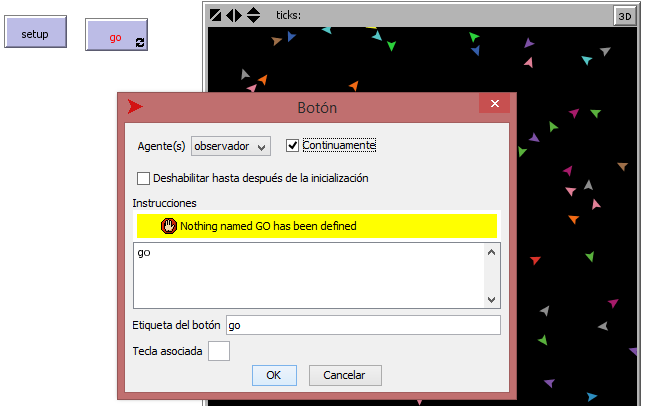 setup
go
ticks:
3D
Botón
Agente(s) observador Continuamente
Deshabilitar hasta después de la inicialización
Instrucciones
Nothing named GO has been defined
go
Etiqueta del botón go
Tecla asociada
OK Cancelar